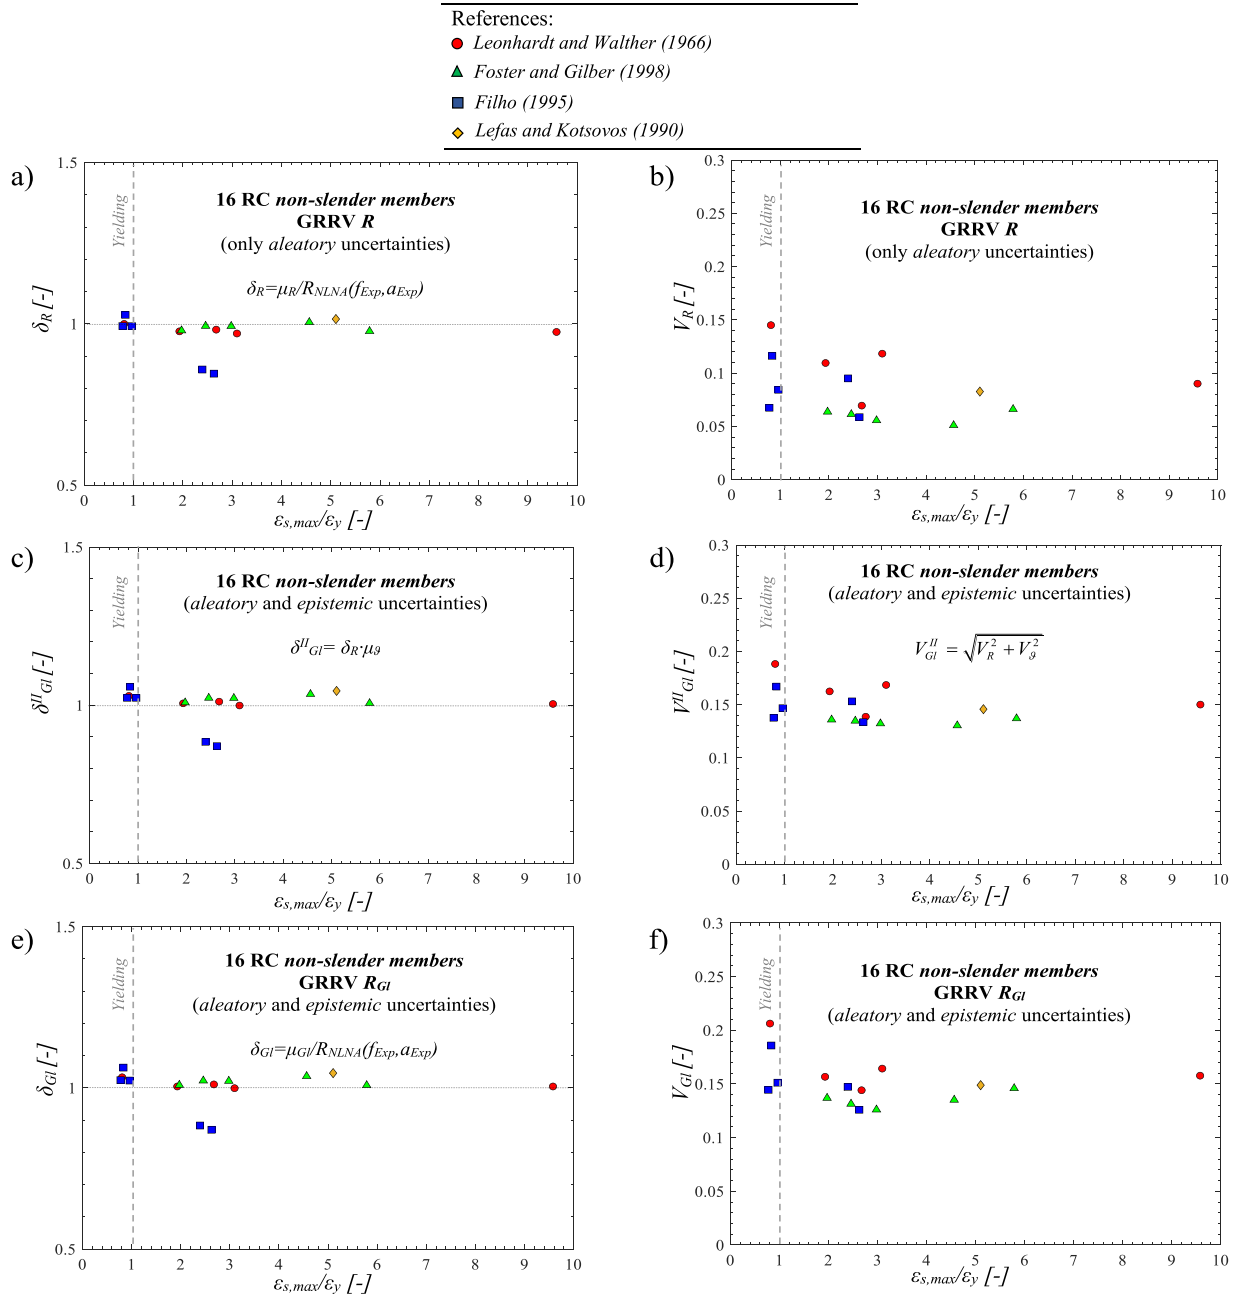 References:
Leonhardt and Walther (1966)
Foster and Gilber (1998)
Filho (1995)
Lefas and Kotsovos (1990)
a)
1.5
1
0.5
δR [-]
Yielding
16 RC non-slender members
GRRV R
(only aleatory uncertainties)
δR=μR/RNLNA(fExp,aExp)
0 1 2 3 4 5 6 7 8 9 10
εs,max/εy [-]
b)
0.3
0.25
0.2
0.15
0.1
0.05
0
VR [-]
Yielding
16 RC non-slender members
GRRV R
(only aleatory uncertainties)
0 1 2 3 4 5 6 7 8 9 10
εs,max/εy [-]
c)
1.5
1
0.5
δIIGl [-]
Yielding
16 RC non-slender members
(aleatory and epistemic uncertainties)
δIIGl= δR·μϑ
0 1 2 3 4 5 6 7 8 9 10
εs,max/εy [-]
d)
0.3
0.25
0.2
0.15
0.1
0.05
0
VIIGl [-]
Yielding
16 RC non-slender members
(aleatory and epistemic uncertainties)
VIIGl = √VR2 + Vϑ2
0 1 2 3 4 5 6 7 8 9 10
εs,max/εy [-]
e)
1.5
1
0.5
δGl [-]
Yielding
16 RC non-slender members
GRRV RGl
(aleatory and epistemic uncertainties)
δGl=μGl/RNLNA(fExp,aExp)
0 1 2 3 4 5 6 7 8 9 10
εs,max/εy [-]
f)
0.3
0.25
0.2
0.15
0.1
0.05
0
VGl [-]
Yielding
16 RC non-slender members
GRRV RGl
(aleatory and epistemic uncertainties)
0 1 2 3 4 5 6 7 8 9 10
εs,max/εy [-]